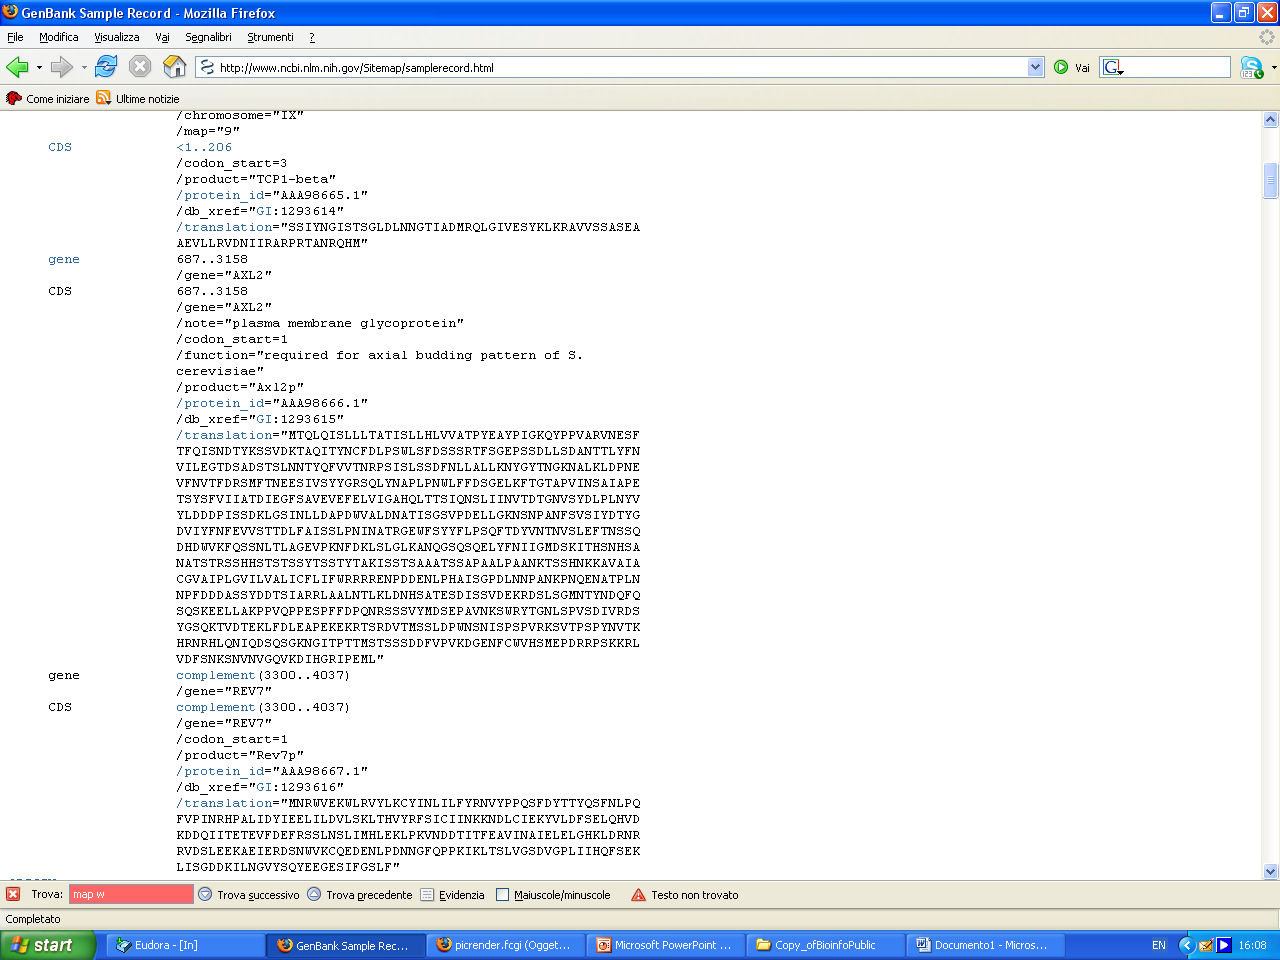 GenBank Sample Record - Mozilla Firefox
File Modifica Visualizza Vai Segnalibri Strumenti ?
http://www.ncbi.nlm.nih.gov/Sitemap/samplerecord.html Vai
Come iniziare Ultime notizie
/chromosome="IX"
/map="9"
CDS <1..206
/codon_start=3
/product="TCP1-beta"
/protein_id="AAA98665.1"
/db_xref="GI:1293614"
/translation="SSIYNGISTSGLDLNNGTIADMRQLGIVESYKLKRAVVSSASEA
AEVLLRVDNIIRARPRTANRQHM"
gene 687..3158
/gene="AXL2"
CDS 687..3158
/gene="AXL2"
/note="plasma membrane glycoprotein"
/codon_start=1
/function="required for axial budding pattern of S.
cerevisiae"
/product="Axl2p"
/protein_id="AAA98666.1"
/db_xref="GI:1293615"
/translation="MTQLQISLLLTATISLLHLVVATPYEAYPIGKQYPPVARVNESF
TFQISNDTYKSSVDKTAQITYNCFDLPSWLSFDSSSRTFSGEPSSDLLSDANTTLYFN
VILEGTDSADSTSLNNTYQFVVTNRPSISLSSDFNLLALLKNYGYTNGKNALKLDPNE
VFNVTFDRSMFTNEESIVSYYGRSQLYNAPLPNWLFFDSGELKFTGTAPVINSAIAPE
TSYSFVIIATDIEGFSAVEVEFELVIGAHQLTTSIQNSLIINVTDTGNVSYDLPLNYV
YLDDDPISSDKLGSINLLDAPDWVALDNATISGSVPDELLGKNSNPANFSVSIYDTYG
DVIYFNFEVVSTTDLFAISSLPNINATRGEWFSYYFLPSQFTDYVNTNVSLEFTNSSQ
DHDWVKFQSSNLTLAGEVPKNFDKLSLGLKANQGSQSQELYFNIIGMDSKITHSNHSA
NATSTRSSHHSTSTSSYTSSTYTAKISSTSAAATSSAPAALPAANKTSSHNKKAVAIA
CGVAIPLGVILVALICFLIFWRRRRENPDDENLPHAISGPDLNNPANKPNQENATPLN
NPFDDDASSYDDTSIARRLAALNTLKLDNHSATESDISSVDEKRDSLSGMNTYNDQFQ
SQSKEELLAKPPVQPPESPFFDPQNRSSSVYMDSEPAVNKSWRYTGNLSPVSDIVRDS
YGSQKTVDTEKLFDLEAPEKEKRTSRDVTMSSLDPWNSNISPSPVRKSVTPSPYNVTK
HRNRHLQNIQDSQSGKNGITPTTMSTSSSDDFVPVKDGENFCWVHSMEPDRRPSKKRL
VDFSNKSNVNVGQVKDIHGRIPEML"
gene complement(3300..4037)
/gene="REV7"
CDS complement(3300..4037)
/gene="REV7"
/codon_start=1
/product="Rev7p"
/protein_id="AAA98667.1"
/db_xref="GI:1293616"
/translation="MNRWVEKWLRVYLKCYINLILFYRNVYPPQSFDYTTYQSFNLPQ
FVPINRHPALIDYIEELILDVLSKLTHVYRFSICIINKKNDLCIEKYVLDFSELQHVD
KDDQIITETEVFDEFRSSLNSLIMHLEKLPKVNDDTITFEAVINAIELELGHKLDRNR
RVDSLEEKAEIERDSNWVKCQEDENLPDNNGFQPPKIKLTSLVGSDVGPLIIHQFSEK
LISGDDKILNGVYSQYEEGESIFGSLF"
Trova: map w Trova successivo Trova precedente Evidenzia Maiuscole/minuscole Testo non trovato
Completato
start Eudora - [In] GenBank Sample Rec... picrender.fcgi (Ogget... Microsoft PowerPoint ... Copy_ofBioinfoPublic Documento1 - Micros... EN 16:08